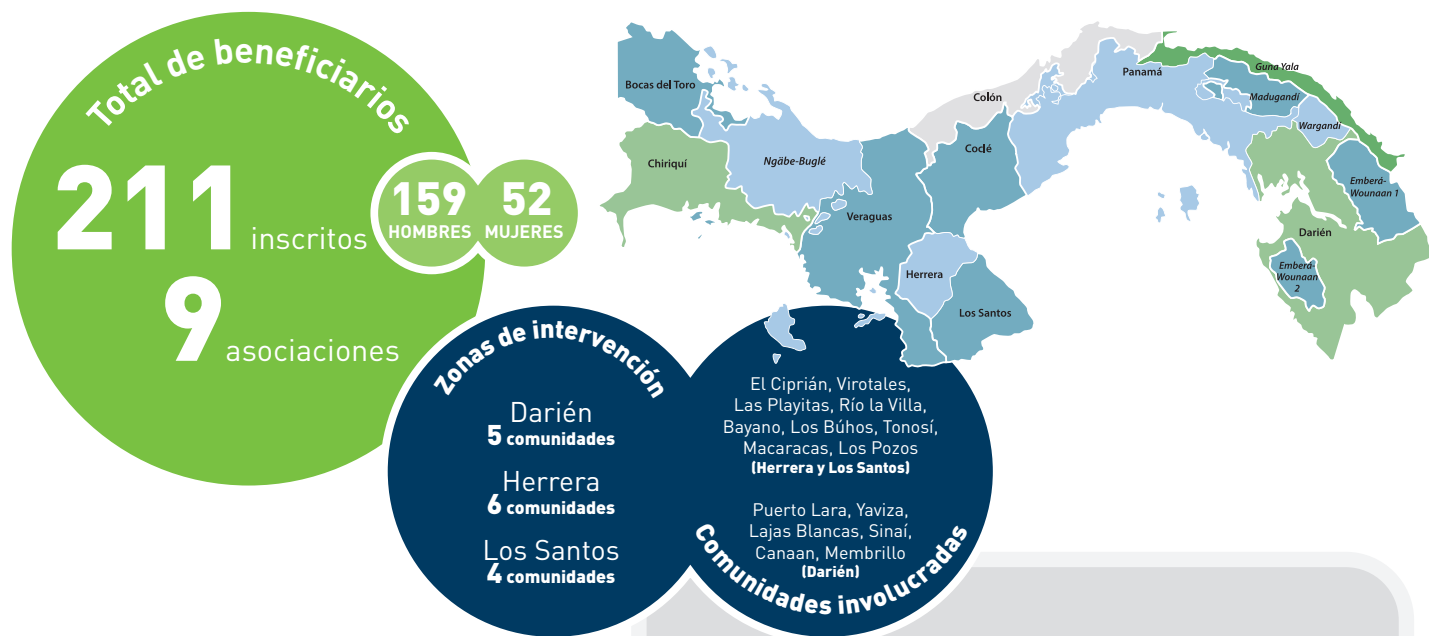 Total de beneficiarios
211 inscritos
159 HOMBRES
52 MUJERES
9 asociaciones
Zonas de intervención
Darién
5 comunidades
Herrera
6 comunidades
Los Santos
4 comunidades
El Ciprián, Virotales,
Las Playitas, Río la Villa,
Bayano, Los Búhos, Tonosí,
Macaracas, Los Pozos
(Herrera y Los Santos)
Puerto Lara, Yaviza,
Lajas Blancas, Sinaí,
Canaan, Membrillo
(Darién)
Comunidades involucradas
Bocas del Toro
Chiriquí
Ngäbe-Buglé
Veraguas
Colón
Coclé
Herrera
Los Santos
Panamá
Guna Yala
Madugandí
Wargandí
Emberá-
Wounaan 1
Darién
Emberá-
Wounaan
2